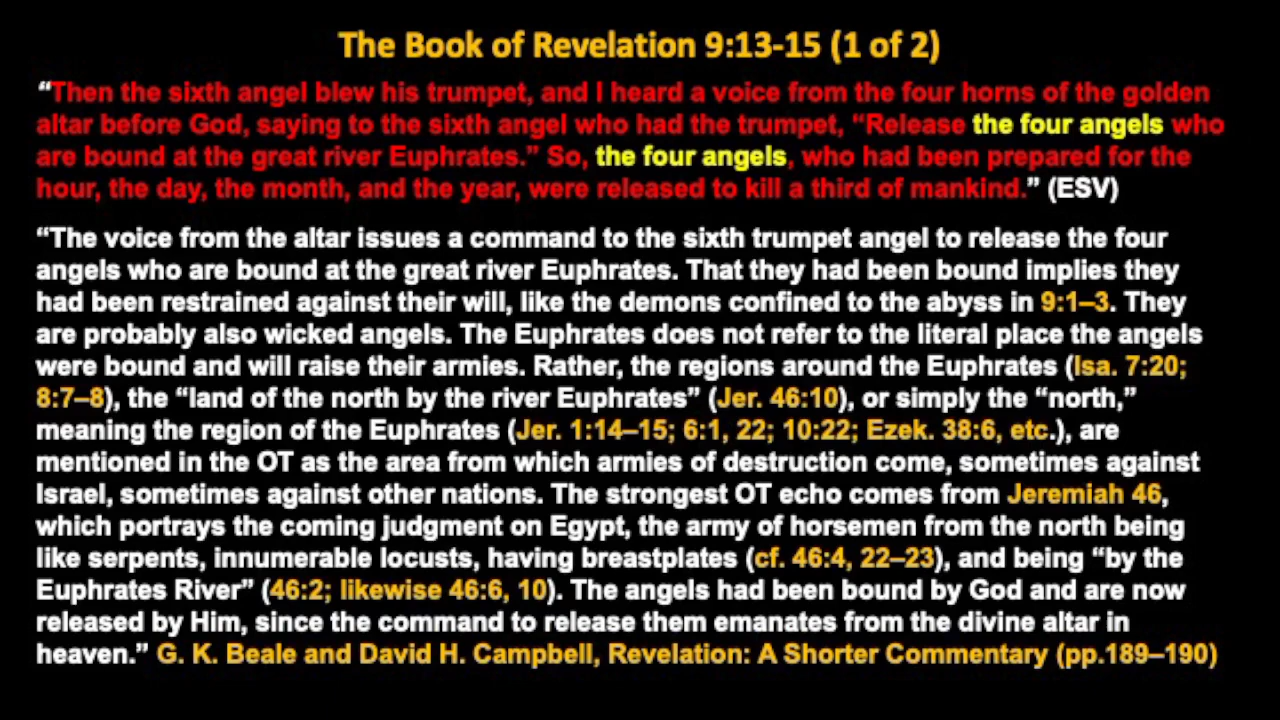 The Book of Revelation 9:13-15 (1 of 2)
“Then the sixth angel blew his trumpet, and I heard a voice from the four horns of the golden
altar before God, saying to the sixth angel who had the trumpet, “Release the four angels who
are bound at the great river Euphrates.” So, the four angels, who had been prepared for the
hour, the day, the month, and the year, were released to kill a third of mankind.” (ESV)
“The voice from the altar issues a command to the sixth trumpet angel to release the four
angels who are bound at the great river Euphrates. That they had been bound implies they
had been restrained against their will, like the demons confined to the abyss in 9:1–3. They
are probably also wicked angels. The Euphrates does not refer to the literal place the angels
were bound and will raise their armies. Rather, the regions around the Euphrates (Isa. 7:20;
8:7–8), the “land of the north by the river Euphrates” (Jer. 46:10), or simply the “north,”
meaning the region of the Euphrates (Jer. 1:14–15; 6:1, 22; 10:22; Ezek. 38:6, etc.), are
mentioned in the OT as the area from which armies of destruction come, sometimes against
Israel, sometimes against other nations. The strongest OT echo comes from Jeremiah 46,
which portrays the coming judgment on Egypt, the army of horsemen from the north being
like serpents, innumerable locusts, having breastplates (cf. 46:4, 22–23), and being “by the
Euphrates River” (46:2; likewise 46:6, 10). The angels had been bound by God and are now
released by Him, since the command to release them emanates from the divine altar in
heaven.” G. K. Beale and David H. Campbell, Revelation: A Shorter Commentary (pp.189–190)